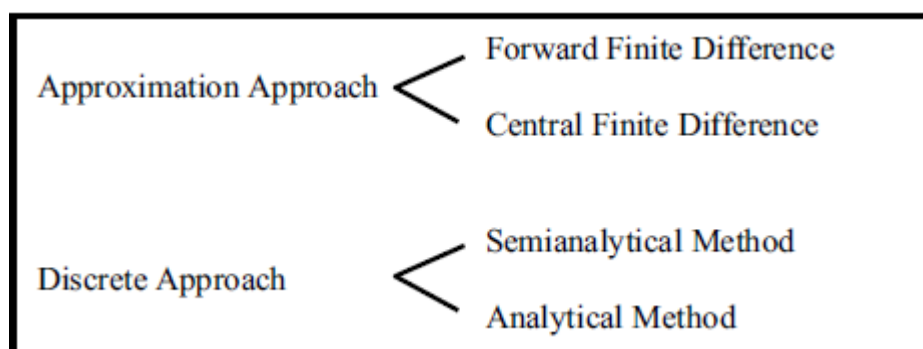 Forward Finite Difference
Approximation Approach
Central Finite Difference
Semianalytical Method
Discrete Approach
Analytical Method